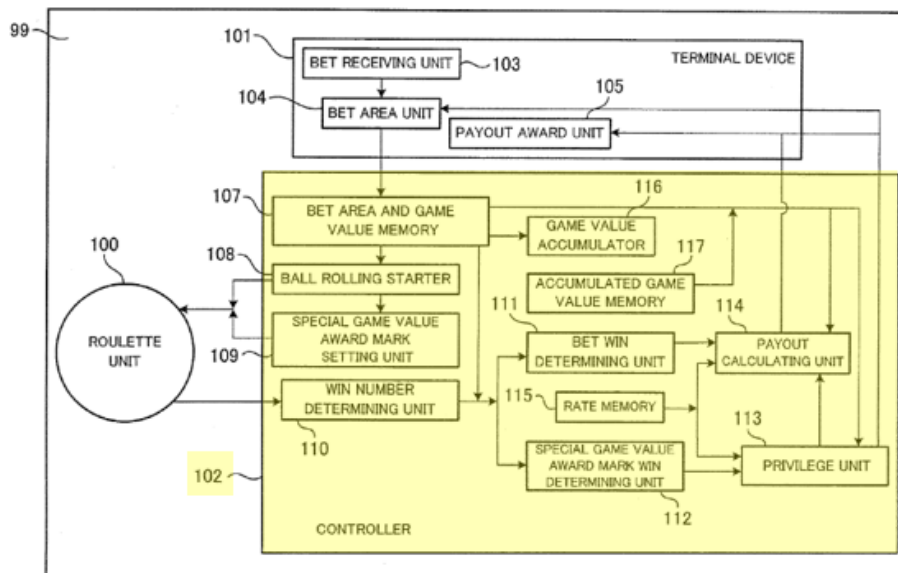 99
101
BET RECEIVING UNIT
103
TERMINAL DEVICE
104
BET AREA UNIT
105
PAYOUT AWARD UNIT
107
BET AREA AND GAME
VALUE MEMORY
116
GAME VALUE
ACCUMULATOR
100
108
BALL ROLLING STARTER
117
ACCUMULATED GAME
VALUE MEMORY
ROULETTE
UNIT
109
SPECIAL GAME VALUE
AWARD MARK
SETTING UNIT
111
BET WIN
DETERMINING UNIT
114
PAYOUT
CALCULATING UNIT
WIN NUMBER
DETERMINING UNIT
110
115
RATE MEMORY
113
PRIVILEGE UNIT
102
SPECIAL GAME VALUE
AWARD MARK WIN
DETERMINING UNIT
112
CONTROLLER